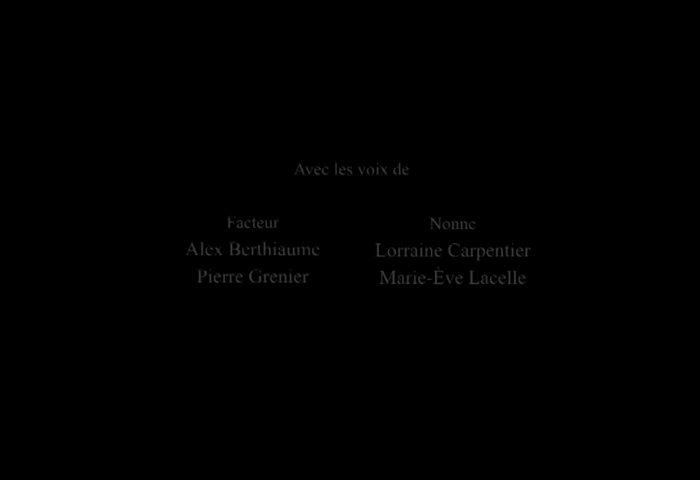 Avec les voix de
Facteur
Alex Berthiaume
Pierre Grenier
Nonne
Lorraine Carpentier
Marie-Ève Lacelle